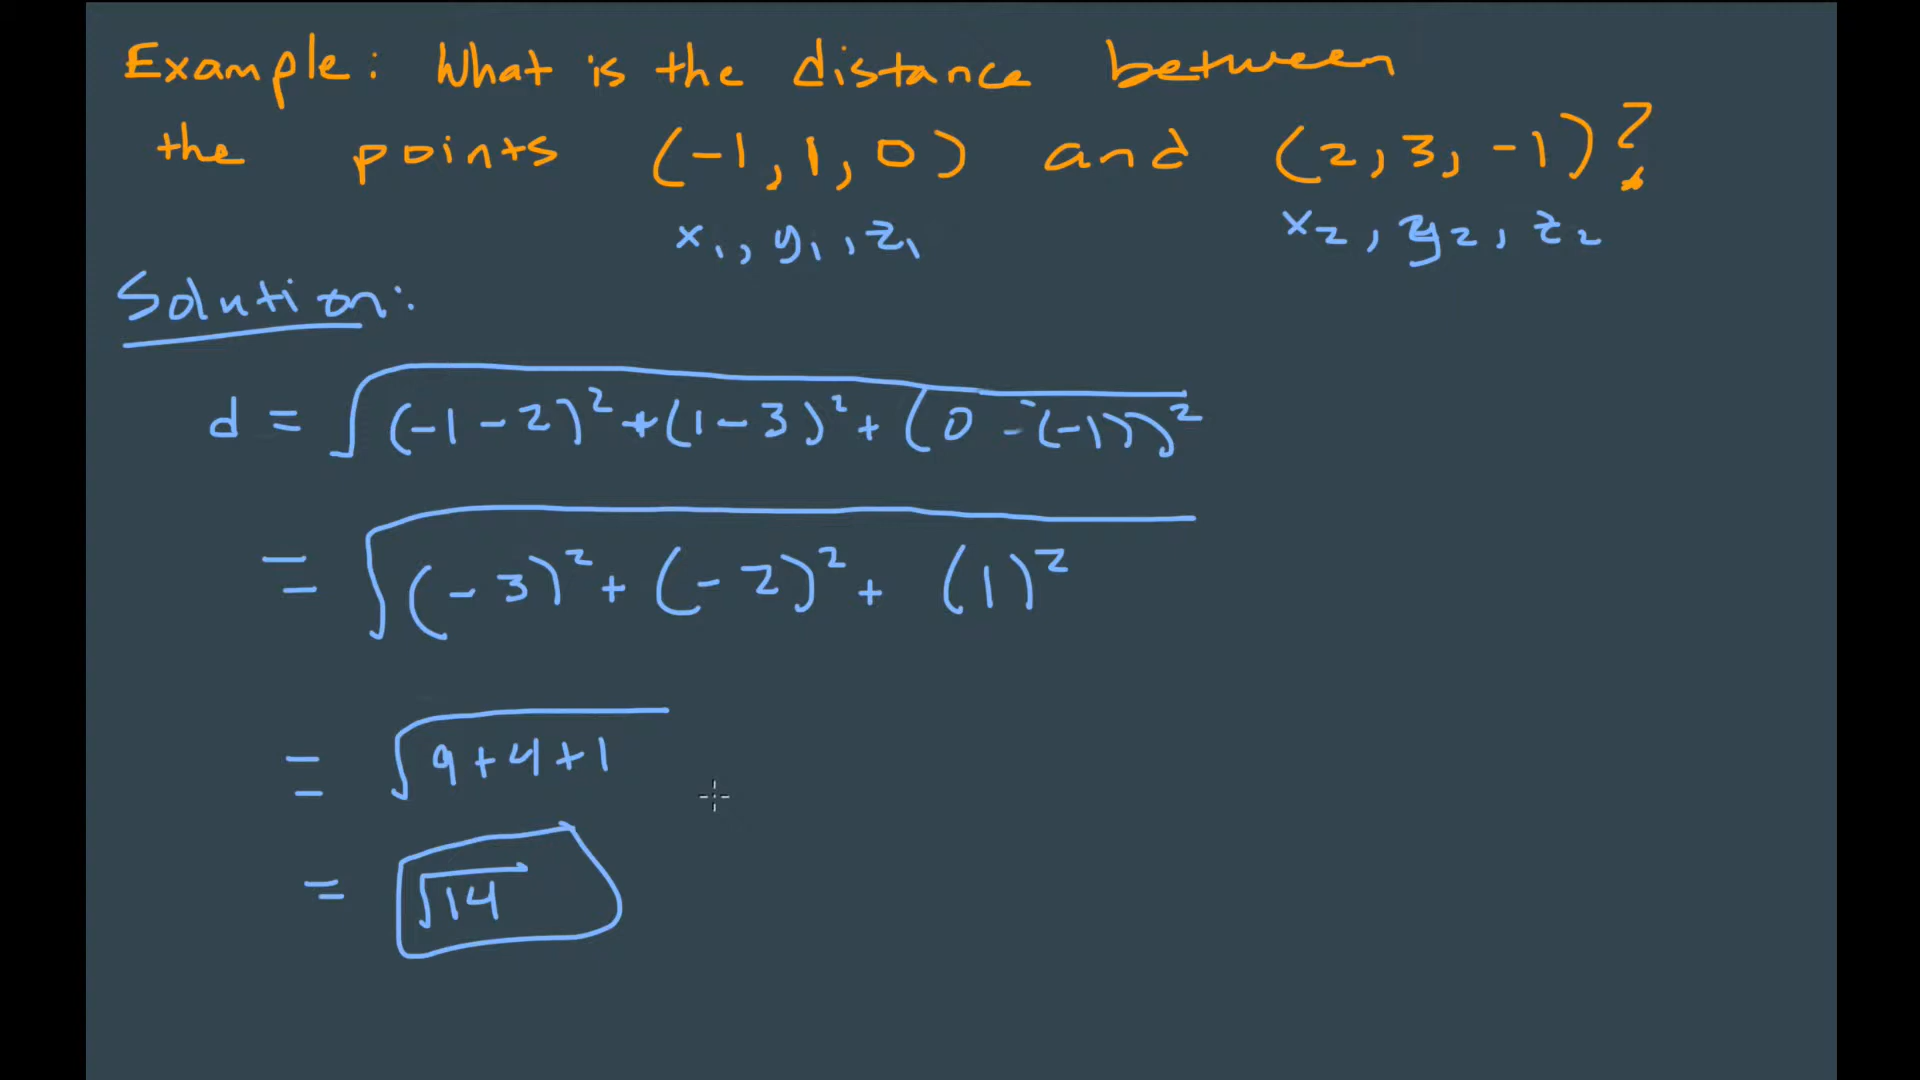 Example: What is the distance between
the points (-1, 1, 0) and (2, 3, -1)?
x₁, y₁, z₁ x₂, y₂, z₂
Solution:
d = √((-1-2)² + (1-3)² + (0-(-1))²)
= √((-3)² + (-2)² + (1)²)
= √(9+4+1)
= √14